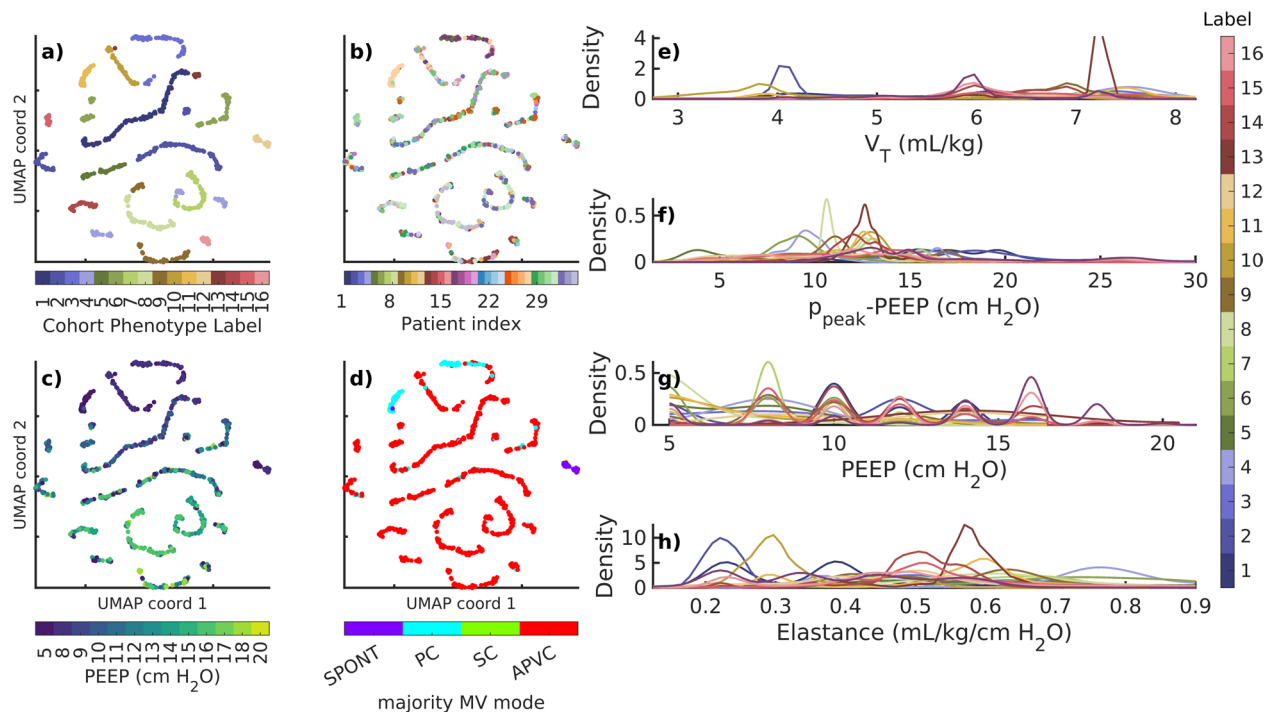 a)
UMAP coord 2
1 2 3 4 5 6 7 8 9 10 11 12 13 14 15 16
Cohort Phenotype Label
b)
1 8 15 22 29
Patient index
c)
UMAP coord 2
UMAP coord 1
5 8 9 10 11 12 13 14 15 16 17 18 20
PEEP (cm H2O)
d)
UMAP coord 1
SPONT PC SC APVC
majority MV mode
e)
Density
4
2
0
3 4 5 6 7 8
VT (mL/kg)
f)
Density
0.5
0
5 10 15 20 25 30
ppeak-PEEP (cm H2O)
g)
Density
0.5
0
5 10 15 20
PEEP (cm H2O)
h)
Density
10
5
0
0.2 0.3 0.4 0.5 0.6 0.7 0.8 0.9
Elastance (mL/kg/cm H2O)
Label
16
15
14
13
12
11
10
9
8
7
6
5
4
3
2
1